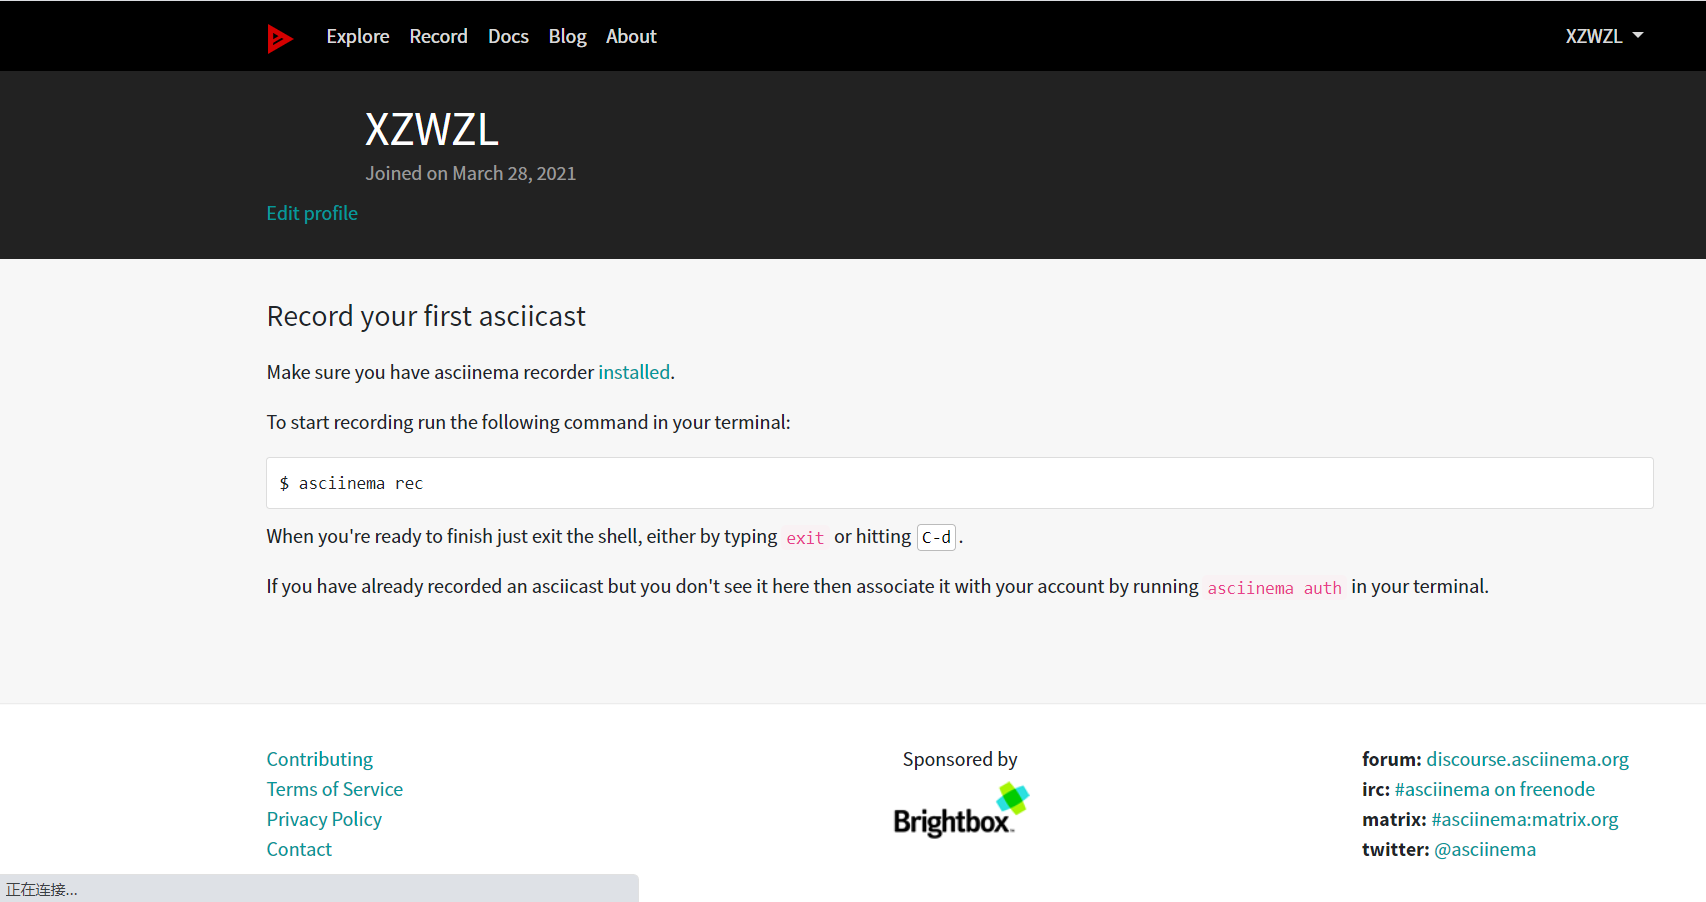 Explore Record Docs Blog About XZWZL
XZWZL
Joined on March 28, 2021
Edit profile
Record your first asciicast
Make sure you have asciinema recorder installed.
To start recording run the following command in your terminal:
$ asciinema rec
When you're ready to finish just exit the shell, either by typing exit or hitting C-d.
If you have already recorded an asciicast but you don't see it here then associate it with your account by running asciinema auth in your terminal.
Contributing
Terms of Service
Privacy Policy
Contact
Sponsored by
Brightbox
forum: discourse.asciinema.org
irc: #asciinema on freenode
matrix: #asciinema:matrix.org
twitter: @asciinema
正在连接...